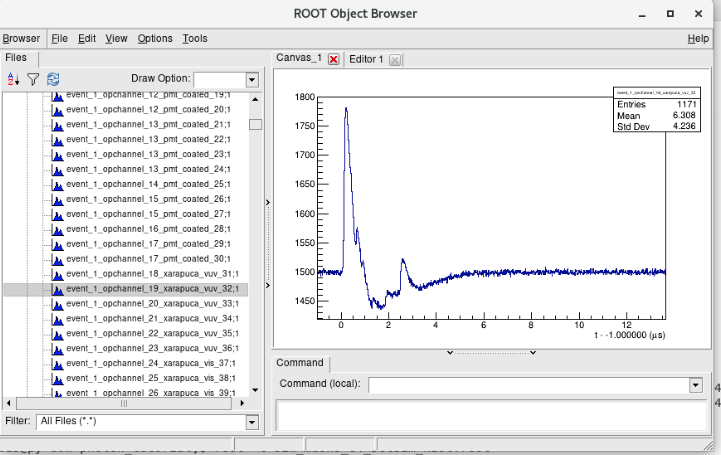 ROOT Object Browser
Browser File Edit View Options Tools Help
Files
Draw Option:
event_1_opchannel_12_pmt_coated_19;1
event_1_opchannel_12_pmt_coated_20;1
event_1_opchannel_13_pmt_coated_21;1
event_1_opchannel_13_pmt_coated_22;1
event_1_opchannel_13_pmt_coated_23;1
event_1_opchannel_13_pmt_coated_24;1
event_1_opchannel_14_pmt_coated_25;1
event_1_opchannel_15_pmt_coated_26;1
event_1_opchannel_15_pmt_coated_27;1
event_1_opchannel_16_pmt_coated_28;1
event_1_opchannel_17_pmt_coated_29;1
event_1_opchannel_17_pmt_coated_30;1
event_1_opchannel_18_xarapuca_vuv_31;1
event_1_opchannel_19_xarapuca_vuv_32;1
event_1_opchannel_20_xarapuca_vuv_33;1
event_1_opchannel_21_xarapuca_vuv_34;1
event_1_opchannel_22_xarapuca_vuv_35;1
event_1_opchannel_23_xarapuca_vuv_36;1
event_1_opchannel_24_xarapuca_vis_37;1
event_1_opchannel_25_xarapuca_vis_38;1
event_1_opchannel_26_xarapuca_vis_39;1
Filter: All Files (*.*)
Canvas_1 Editor 1
event_1_opchannel_19_xarapuca_vuv_32
Entries 1171
Mean 6.308
Std Dev 4.236
1800
1750
1700
1650
1600
1550
1500
1450
0 2 4 6 8 10 12
t - -1.000000 (μs)
Command
Command (local):
4
4